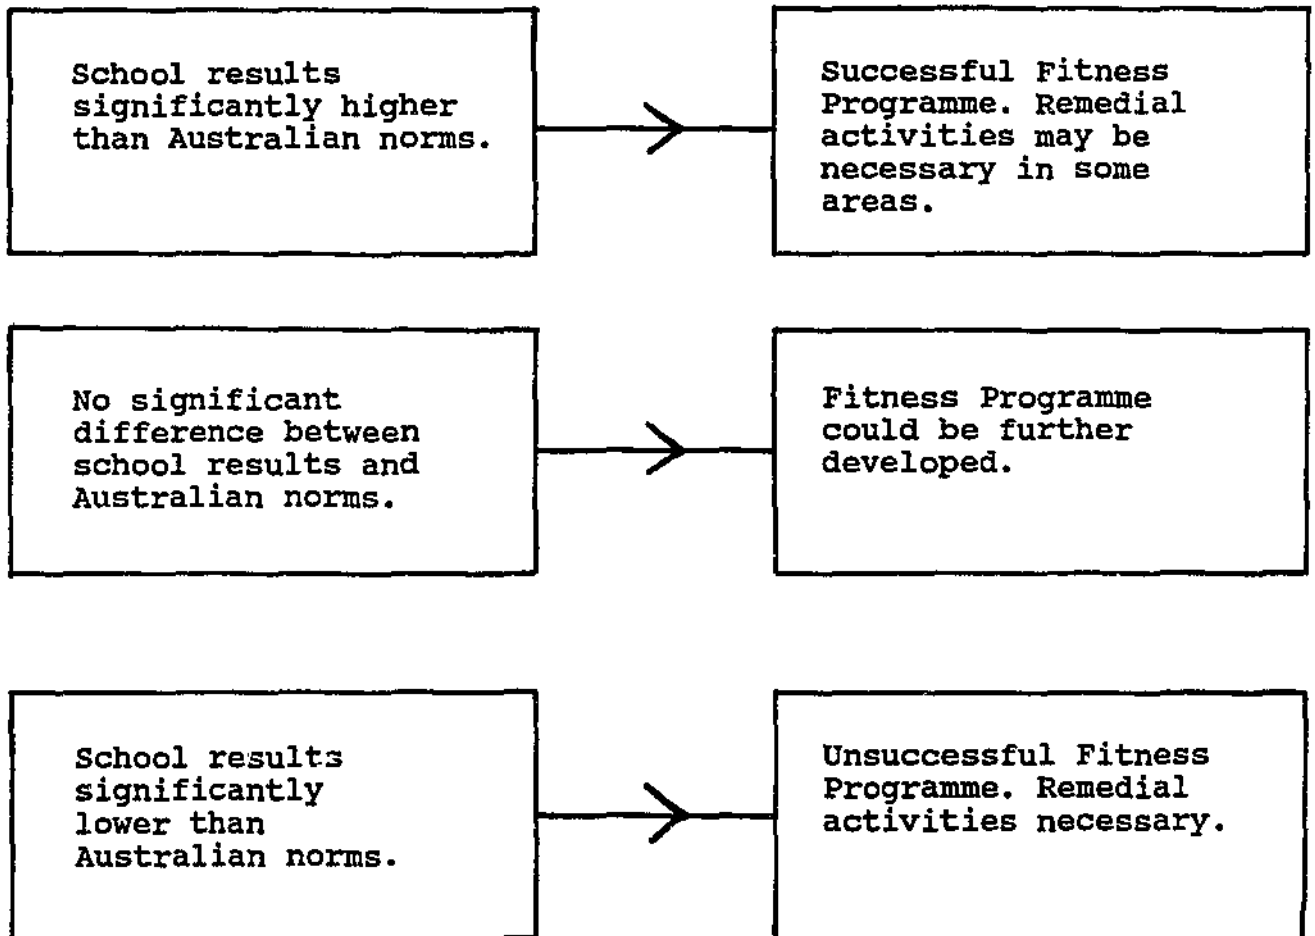 School results
significantly higher
than Australian norms.
Successful Fitness
Programme. Remedial
activities may be
necessary in some
areas.
No significant
difference between
school results and
Australian norms.
Fitness Programme
could be further
developed.
School results
significantly
lower than
Australian norms.
Unsuccessful Fitness
Programme. Remedial
activities necessary.